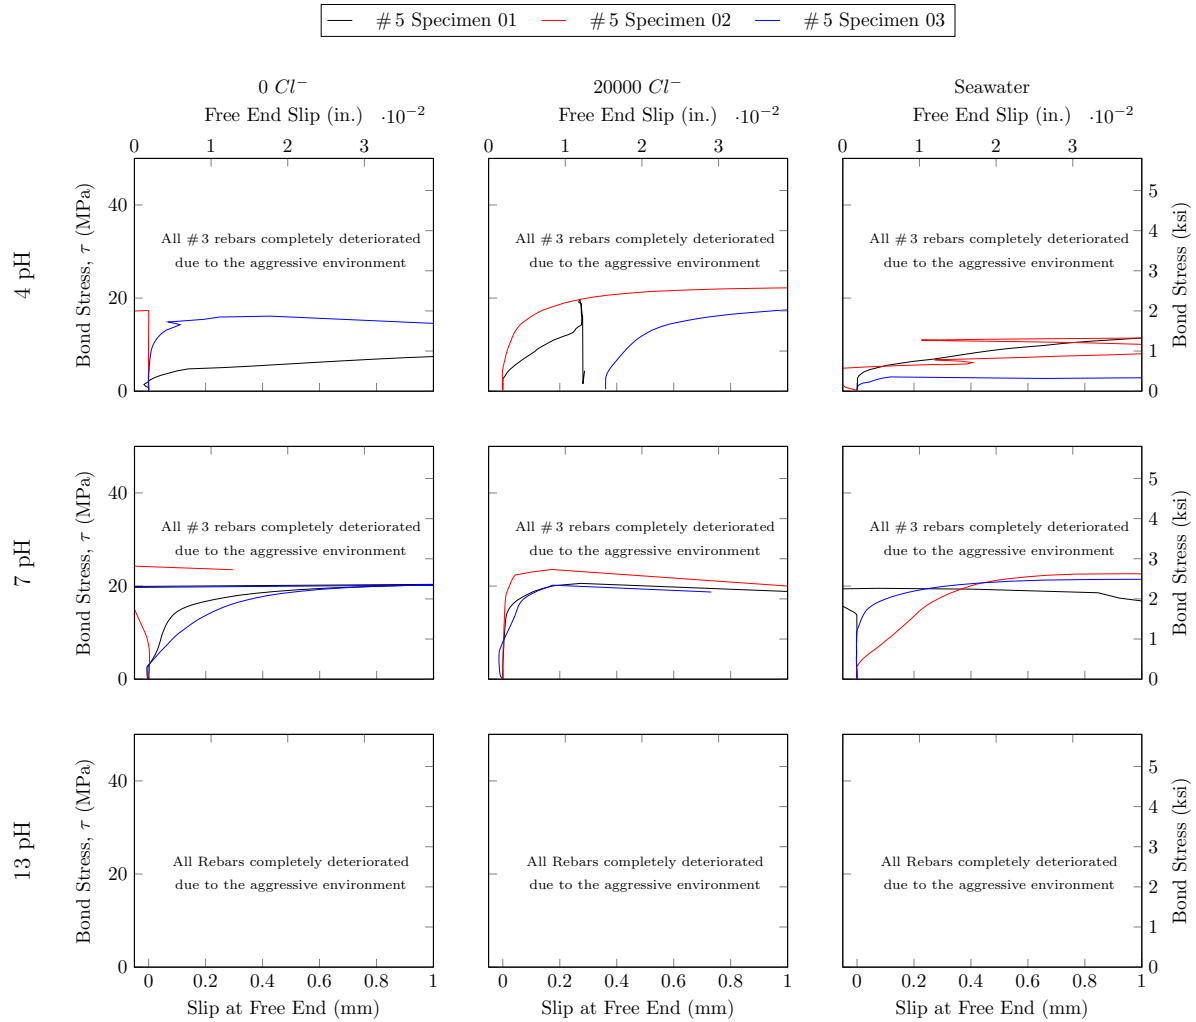 # 5 Specimen 01 # 5 Specimen 02 # 5 Specimen 03
0 Cl⁻ 20000 Cl⁻ Seawater
Free End Slip (in.) ·10⁻² Free End Slip (in.) ·10⁻² Free End Slip (in.) ·10⁻²
0 1 2 3 0 1 2 3 0 1 2 3
4 pH
Bond Stress, τ (MPa)
40
20
0
All # 3 rebars completely deteriorated
due to the aggressive environment
All # 3 rebars completely deteriorated
due to the aggressive environment
All # 3 rebars completely deteriorated
due to the aggressive environment
5
4
3
2
1
0
Bond Stress (ksi)
7 pH
Bond Stress, τ (MPa)
40
20
0
All # 3 rebars completely deteriorated
due to the aggressive environment
All # 3 rebars completely deteriorated
due to the aggressive environment
All # 3 rebars completely deteriorated
due to the aggressive environment
5
4
3
2
1
0
Bond Stress (ksi)
13 pH
Bond Stress, τ (MPa)
40
20
0
All Rebars completely deteriorated
due to the aggressive environment
All Rebars completely deteriorated
due to the aggressive environment
All Rebars completely deteriorated
due to the aggressive environment
5
4
3
2
1
0
Bond Stress (ksi)
0 0.2 0.4 0.6 0.8 1 0 0.2 0.4 0.6 0.8 1 0 0.2 0.4 0.6 0.8 1
Slip at Free End (mm) Slip at Free End (mm) Slip at Free End (mm)